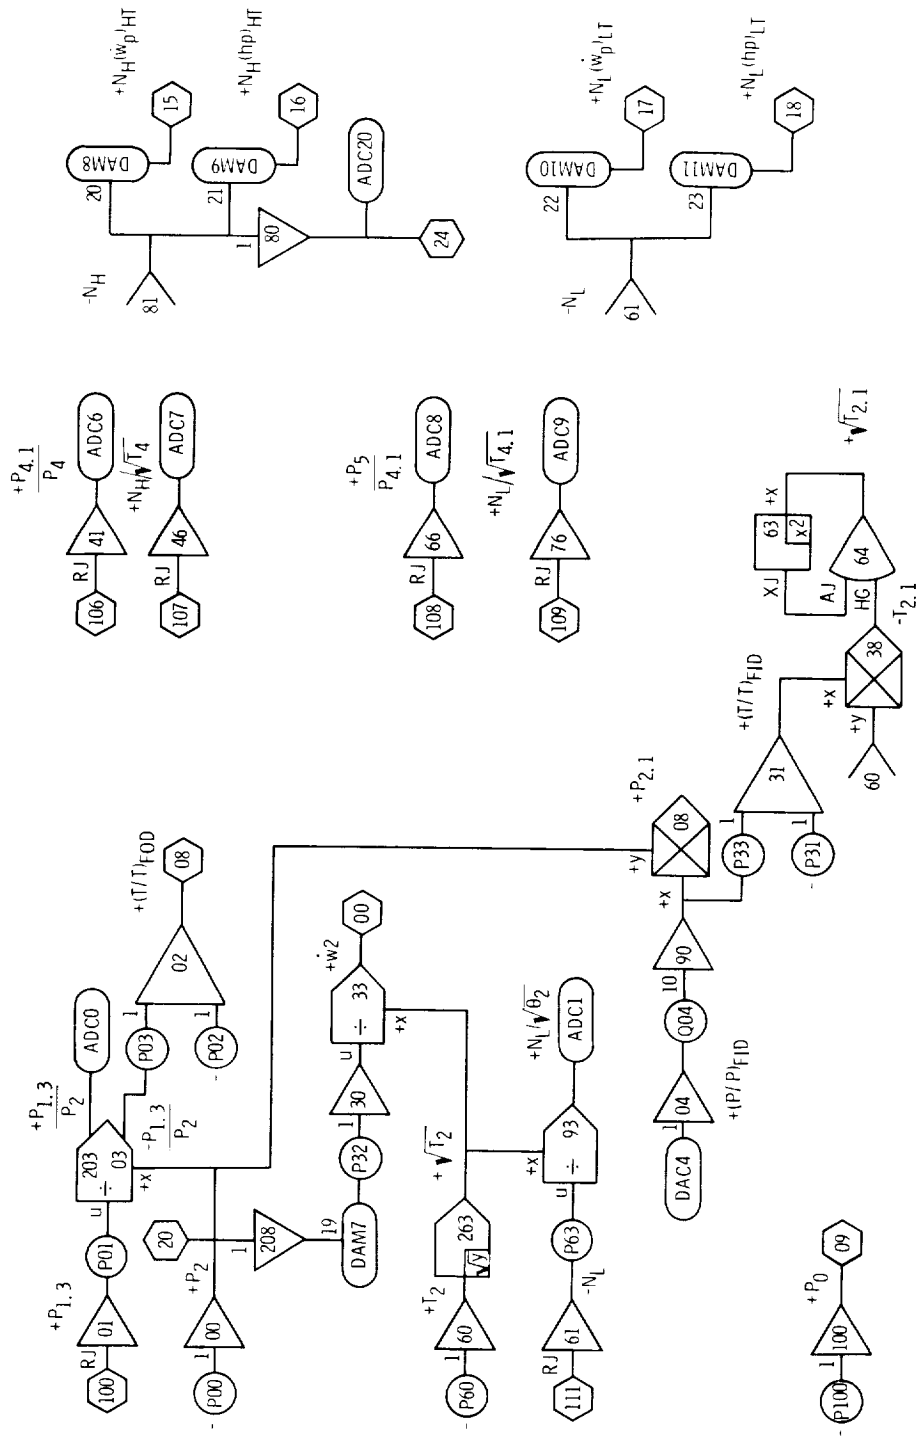 +P1.3
RJ
100
01
P01
u
÷
203
03
+P1.3
P2
ADC0
-P1.3
P2
+x
P03
1
-
P02
1
02
+(T/T)FOD
08
-
P00
1
00
+P2
20
1
208
19
DAM7
P32
1
30
u
÷
33
+x
+ẇ2
00
-
P60
1
60
+T2
√y
263
+√T2
111
RJ
61
-NL
P63
u
÷
93
+x
+NL/√θ2
ADC1
DAC4
1
04
+(P/P)FID
Q04
10
90
+x
+y
08
+P2.1
P33
1
-
P31
1
31
+(T/T)FID
60
+y
+x
38
-T2.1
HG
AJ
64
XJ
63
x2
+x
+√T2.1
-
P100
1
100
+P0
09
106
RJ
41
+P4.1
P4
ADC6
107
RJ
46
+NH/√T4
ADC7
108
RJ
66
+P5
P4.1
ADC8
109
RJ
76
+NL/√T4.1
ADC9
81
-NH
20
DAM8
15
+NH(ẇp)HT
21
DAM9
16
+NH(hp)HT
1
80
ADC20
24
61
-NL
22
DAM10
17
+NL(ẇp)LT
23
DAM11
18
+NL(hp)LT